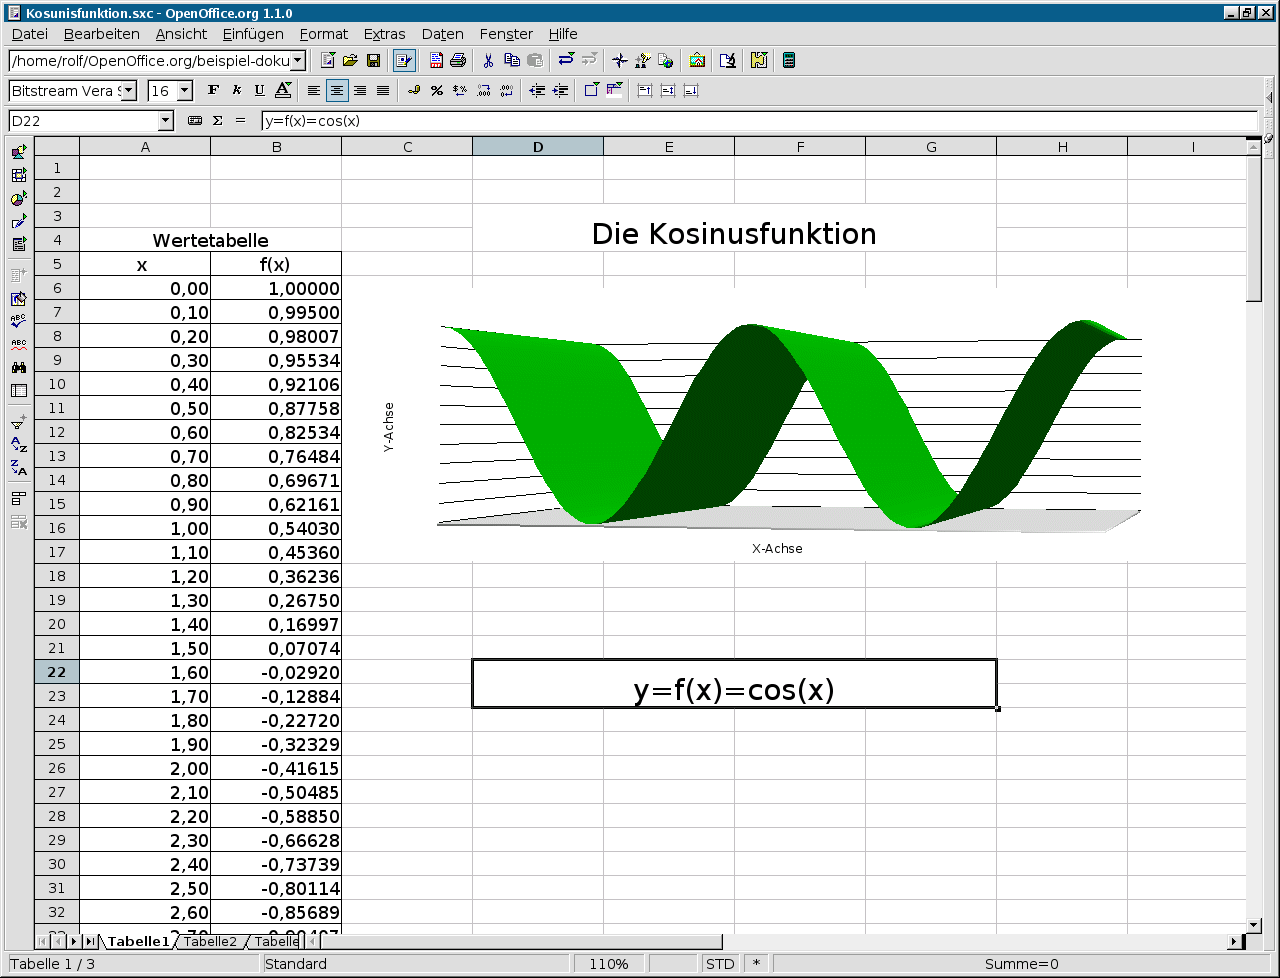 Kosunisfunktion.sxc - OpenOffice.org 1.1.0
Datei Bearbeiten Ansicht Einfügen Format Extras Daten Fenster Hilfe
/home/rolf/OpenOffice.org/beispiel-doku
Bitstream Vera 16 F k U A
D22 Σ = y=f(x)=cos(x)
A B C D E F G H I
1
2
3
Die Kosinusfunktion
4 Wertetabelle
5 x f(x)
6 0,00 1,00000
7 0,10 0,99500
8 0,20 0,98007
9 0,30 0,95534
10 0,40 0,92106
11 0,50 0,87758
12 0,60 0,82534
13 0,70 0,76484
14 0,80 0,69671
15 0,90 0,62161
16 1,00 0,54030
17 1,10 0,45360
Y-Achse
X-Achse
18 1,20 0,36236
19 1,30 0,26750
20 1,40 0,16997
21 1,50 0,07074
22 1,60 -0,02920
23 1,70 -0,12884
y=f(x)=cos(x)
24 1,80 -0,22720
25 1,90 -0,32329
26 2,00 -0,41615
27 2,10 -0,50485
28 2,20 -0,58850
29 2,30 -0,66628
30 2,40 -0,73739
31 2,50 -0,80114
32 2,60 -0,85689
Tabelle1 Tabelle2 Tabelle
Tabelle 1 / 3 Standard 110% STD * Summe=0